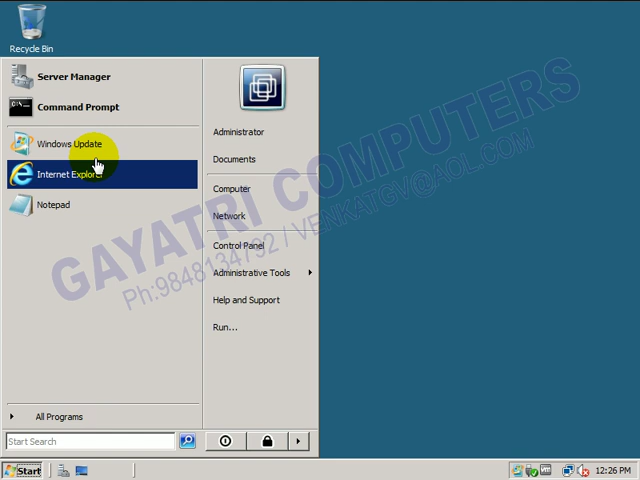 Recycle Bin
Server Manager
Command Prompt
Windows Update
Internet Explorer
Notepad
All Programs
Start Search
Administrator
Documents
Computer
Network
Control Panel
Administrative Tools
Help and Support
Run...
GAYATRI COMPUTERS
Ph:9848134792 / VENKATGV@AOL.COM
Start
12:26 PM